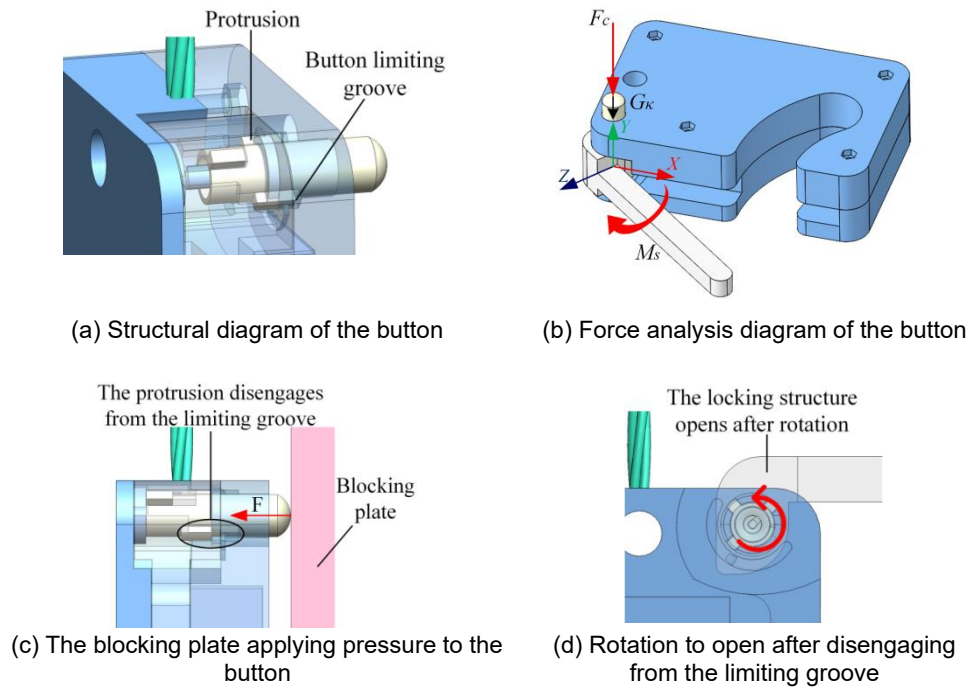 Protrusion
Button limiting
groove
(a) Structural diagram of the button
Fc
GK
Y
X
Z
Ms
(b) Force analysis diagram of the button
The protrusion disengages
from the limiting groove
F
Blocking
plate
(c) The blocking plate applying pressure to the
button
The locking structure
opens after rotation
(d) Rotation to open after disengaging
from the limiting groove